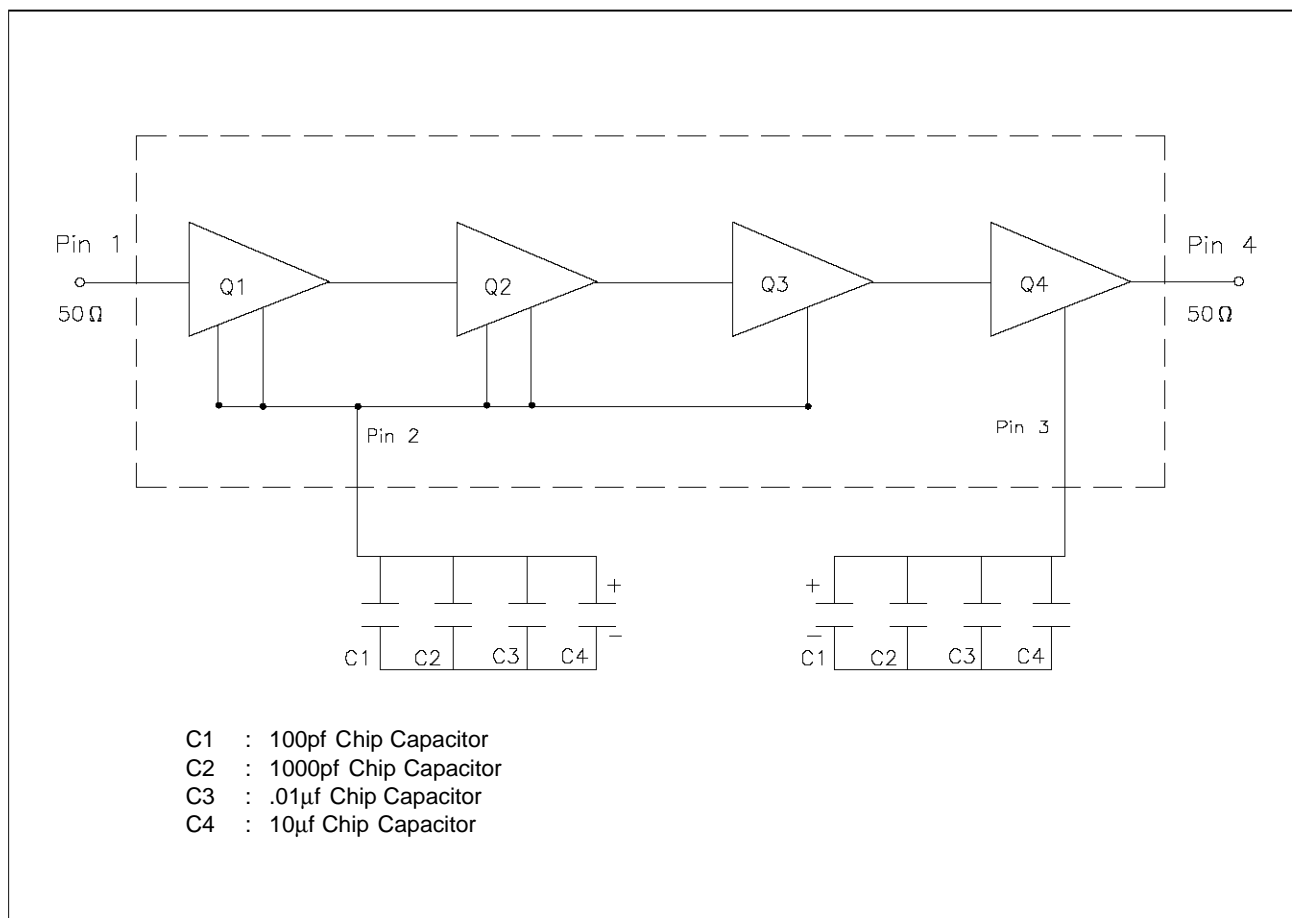 Pin 1
50Ω
Q1
Q2
Q3
Q4
Pin 4
50Ω
Pin 2
Pin 3
+
−
C1
C2
C3
C4
+
−
C1
C2
C3
C4
C1 : 100pf Chip Capacitor
C2 : 1000pf Chip Capacitor
C3 : .01μf Chip Capacitor
C4 : 10μf Chip Capacitor